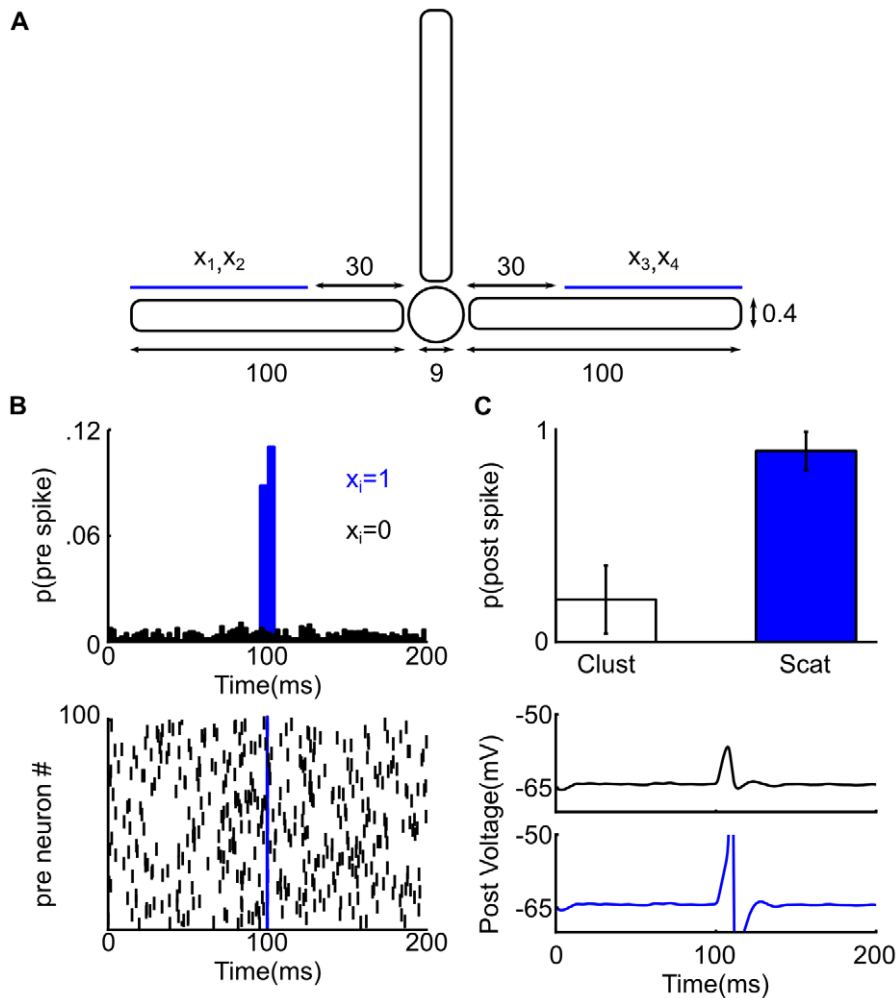 A
x₁,x₂
30
30
x₃,x₄
0.4
100
9
100
B
.12
.06
0
p(pre spike)
xᵢ=1
xᵢ=0
0
100
200
Time(ms)
100
pre neuron #
0
100
200
Time(ms)
C
1
0
p(post spike)
Clust
Scat
-50
-65
-50
-65
Post Voltage(mV)
0
100
200
Time(ms)